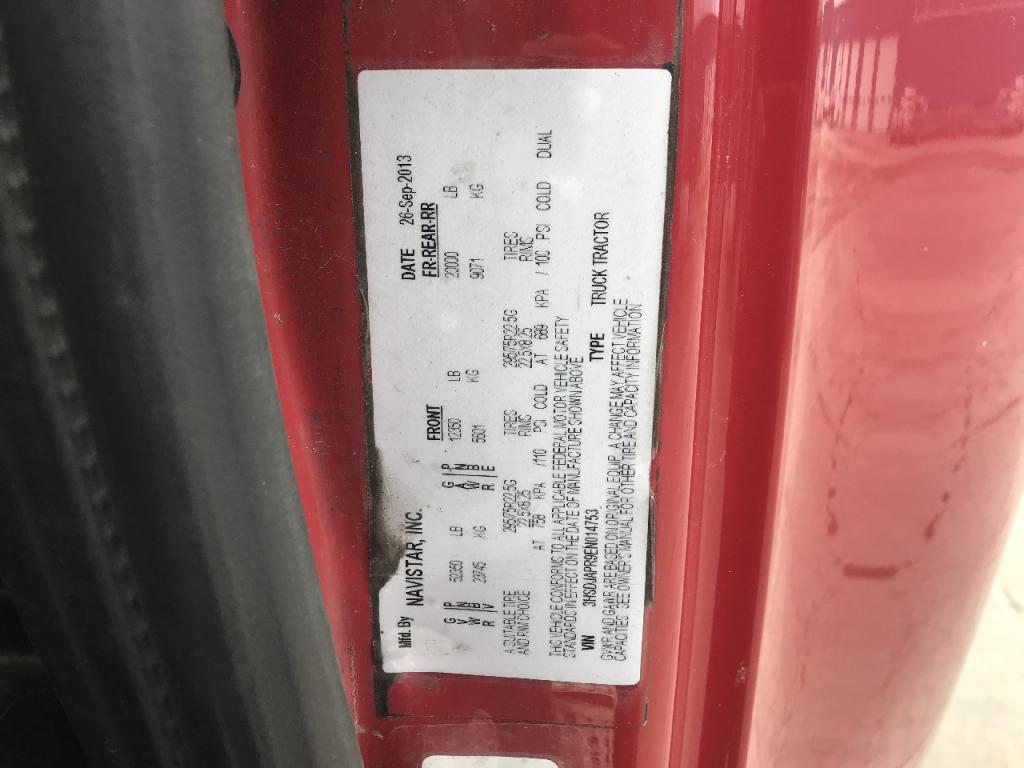 Mfd. By NAVISTAR, INC. DATE 26-Sep-2013
FRONT FR-REAR-RR
G P 52350 LB G I P 12350 LB 20000 LB
V N
W B 23745 KG A N
W B 5601 KG 9071 KG
R IV R E
A SUITABLE TIRE 295/75R22.5G TIRES 295/75R22.5G TIRES
AND RIM CHOICE 22.5X8.25 RIMS 22.5X8.25 RIMS
AT 758 KPA /110 PSI COLD AT 689 KPA / 100 PSI COLD DUAL
THIS VEHICLE CONFORMS TO ALL APPLICABLE FEDERAL MOTOR VEHICLE SAFETY
STANDARDS IN EFFECT ON THE DATE OF MANUFACTURE SHOWN ABOVE
VIN 3HSDJAPR9EN014753 TYPE TRUCK TRACTOR
GVWR AND GAWR ARE BASED ON ORIGINAL EQUIP. A CHANGE MAY AFFECT VEHICLE
CAPACITIES. SEE OWNER'S MANUAL FOR OTHER TIRE AND CAPACITY INFORMATION